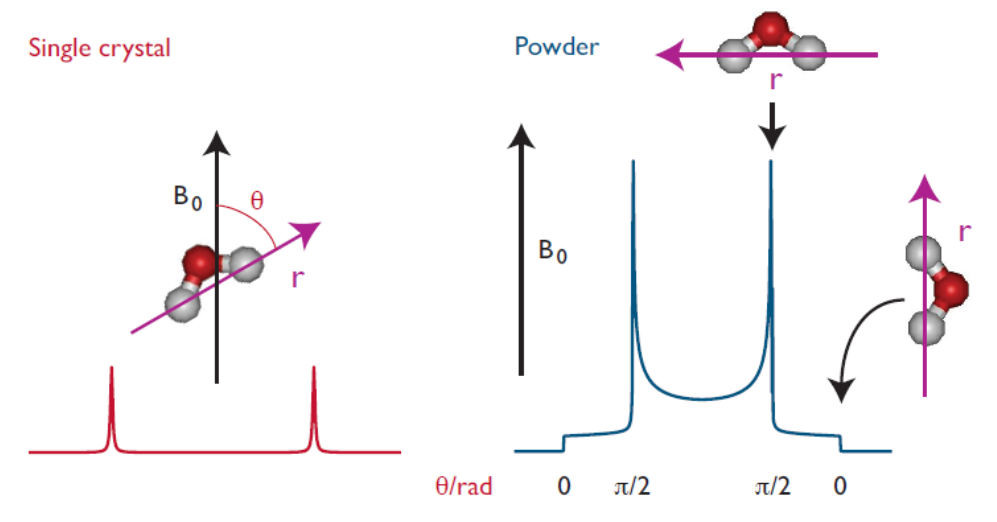 Single crystal
Powder
r
B0
θ
r
B0
r
θ/rad 0 π/2 π/2 0